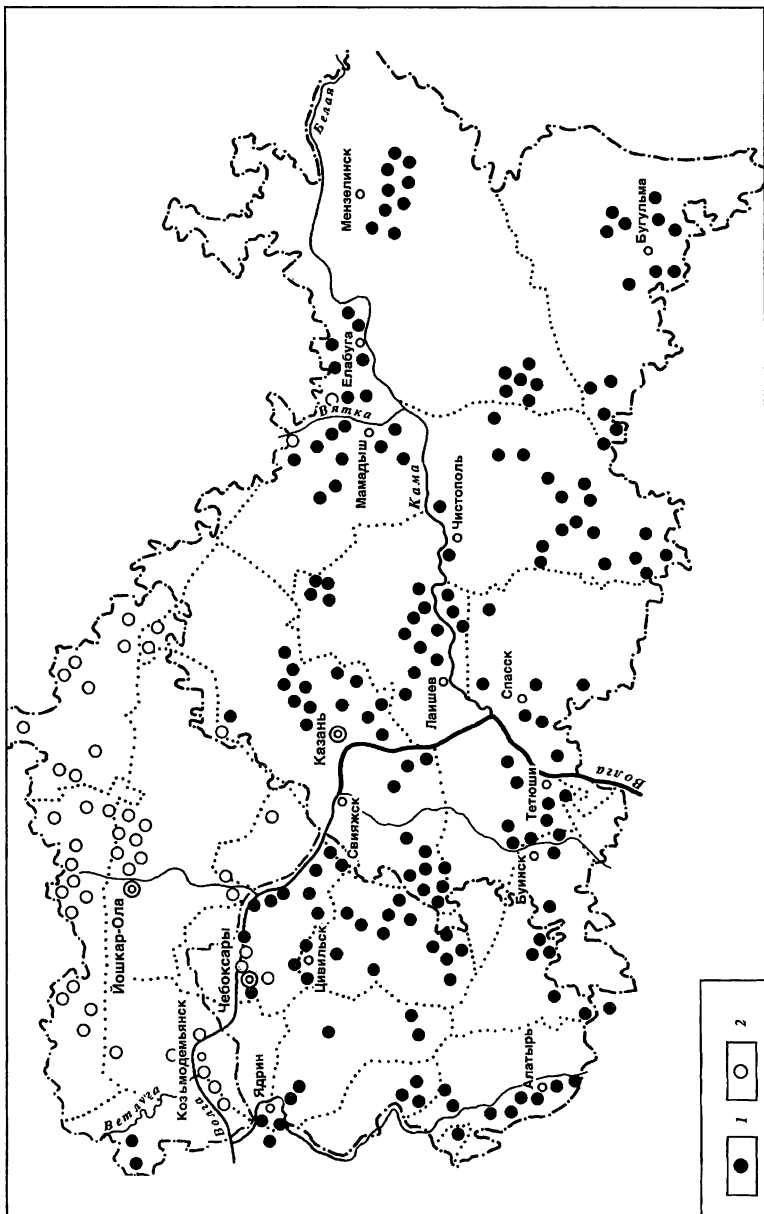 Белая
Мензелинск
Бугульма
Елабуга
Вятка
Мамадыш
Кама
Чистополь
Казань
Лаишев
Спасск
Волга
Тетюши
Буинск
Свияжск
Йошкар-Ола
Чебоксары
Цивильск
Козьмодемьянск
Ветлуга
Волга
Ядрин
Алатырь
1
2